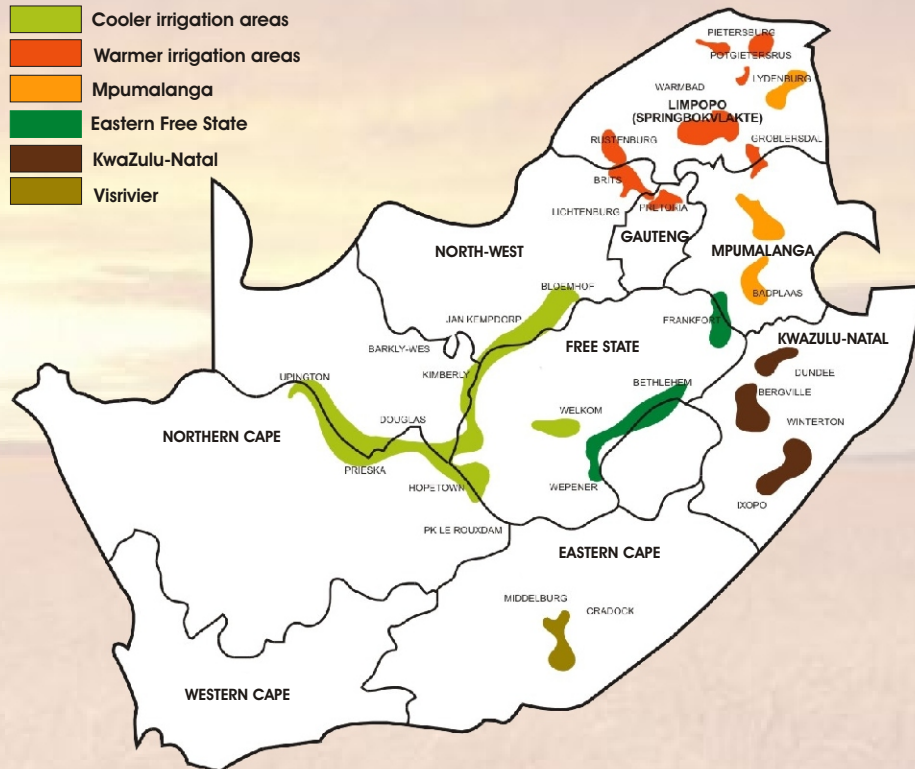 Cooler irrigation areas
Warmer irrigation areas
Mpumalanga
Eastern Free State
KwaZulu-Natal
Visrivier
PIETERSBURG
POTGIETERSRUS
LYDENBURG
WARMBAD
LIMPOPO
(SPRINGBOKVLAKTE)
RUSTENBURG
GROBLERSDAL
BRITS
LICHTENBURG
PRETORIA
GAUTENG
NORTH-WEST
MPUMALANGA
BLOEMHOF
BADPLAAS
JAN KEMPDORP
FRANKFORT
BARKLY-WES
FREE STATE
KWAZULU-NATAL
UPINGTON
KIMBERLY
BETHLEHEM
DUNDEE
BERGVILLE
DOUGLAS
WELKOM
WINTERTON
NORTHERN CAPE
PRIESKA
HOPETOWN
WEPENER
IXOPO
PK LE ROUXDAM
EASTERN CAPE
MIDDELBURG
CRADOCK
WESTERN CAPE